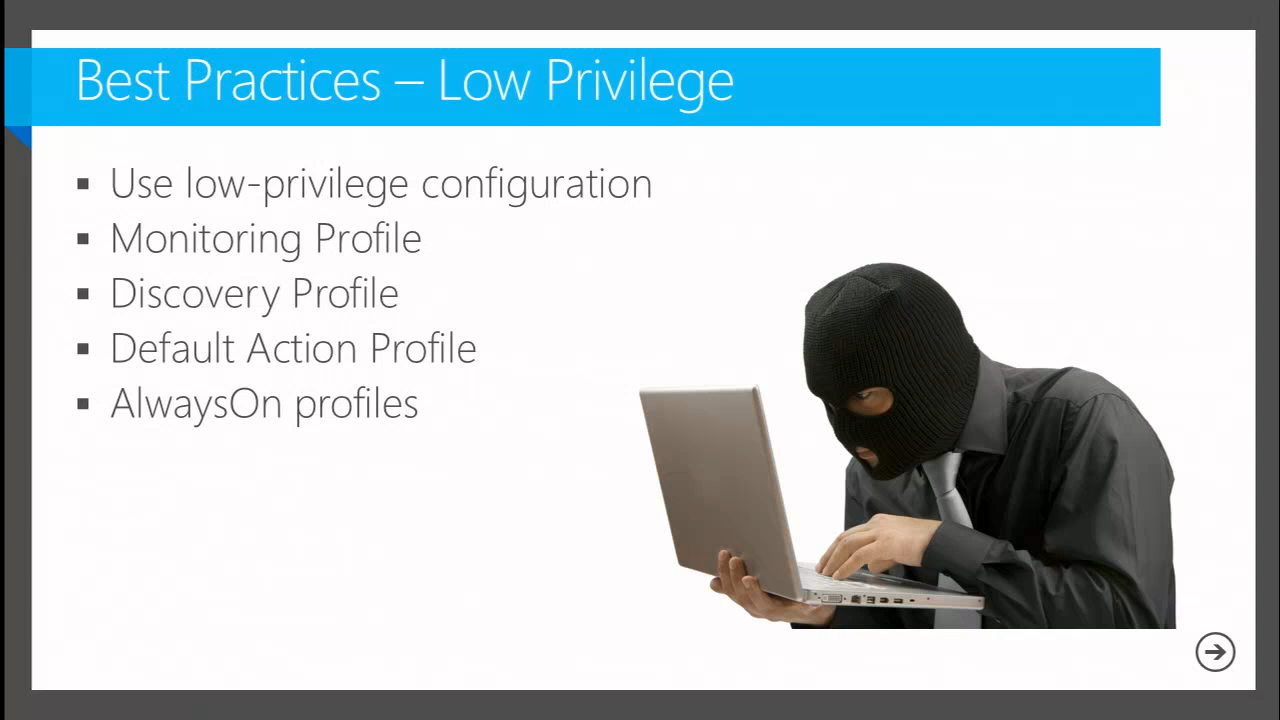 Best Practices – Low Privilege
▪ Use low-privilege configuration
▪ Monitoring Profile
▪ Discovery Profile
▪ Default Action Profile
▪ AlwaysOn profiles